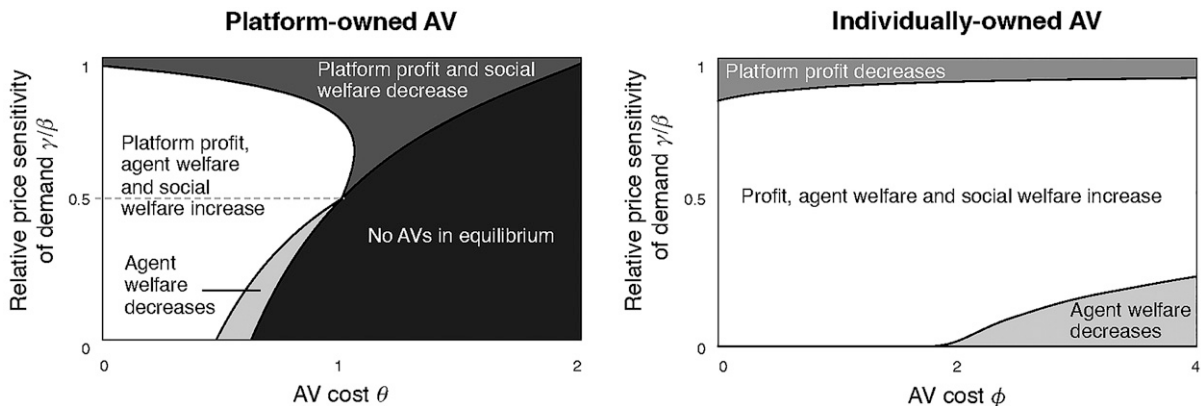 Platform-owned AV
Relative price sensitivity
of demand γ/β
1
0.5
0
Platform profit and social
welfare decrease
Platform profit,
agent welfare
and social
welfare increase
No AVs in equilibrium
Agent
welfare
decreases
0
1
2
AV cost θ
Individually-owned AV
Relative price sensitivity
of demand γ/β
1
0.5
0
Platform profit decreases
Profit, agent welfare and social welfare increase
Agent welfare
decreases
0
2
4
AV cost ϕ